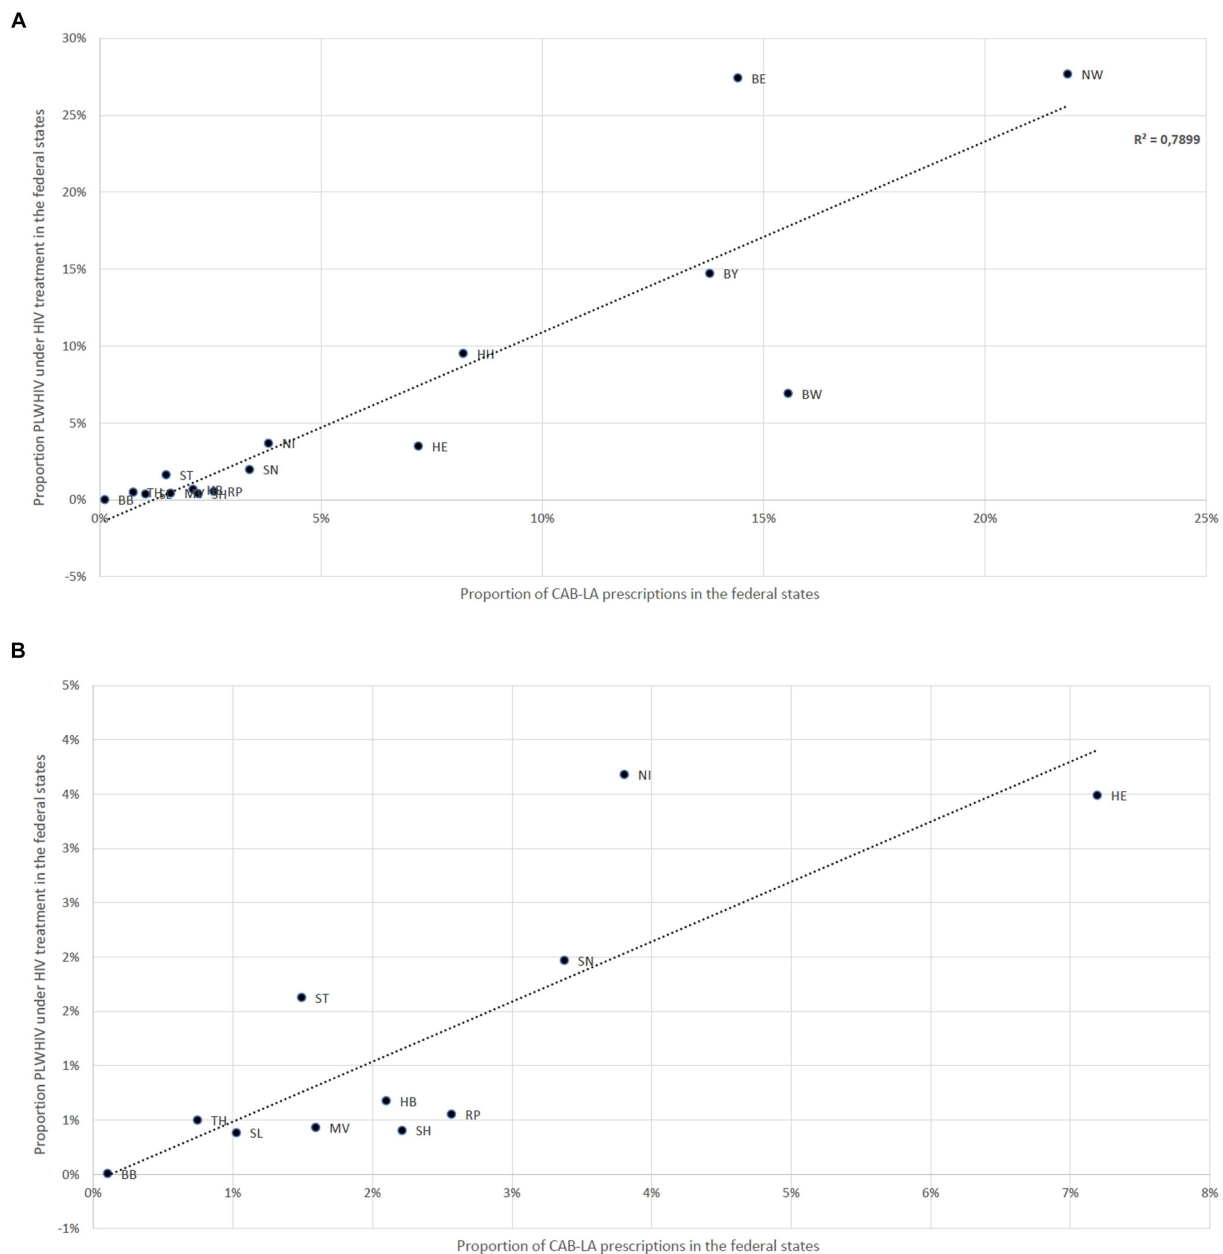 A
30%
25%
20%
15%
10%
5%
0%
-5%
Proportion PLWHIV under HIV treatment in the federal states
BE
NW
R² = 0,7899
BY
HH
BW
NI
HE
SN
ST
BB TH SL MV HB SH RP
0% 5% 10% 15% 20% 25%
Proportion of CAB-LA prescriptions in the federal states
B
5%
4%
4%
3%
3%
2%
2%
1%
1%
0%
-1%
Proportion PLWHIV under HIV treatment in the federal states
NI
HE
SN
ST
HB
RP
TH
MV
SH
SL
BB
0% 1% 2% 3% 4% 5% 6% 7% 8%
Proportion of CAB-LA prescriptions in the federal states